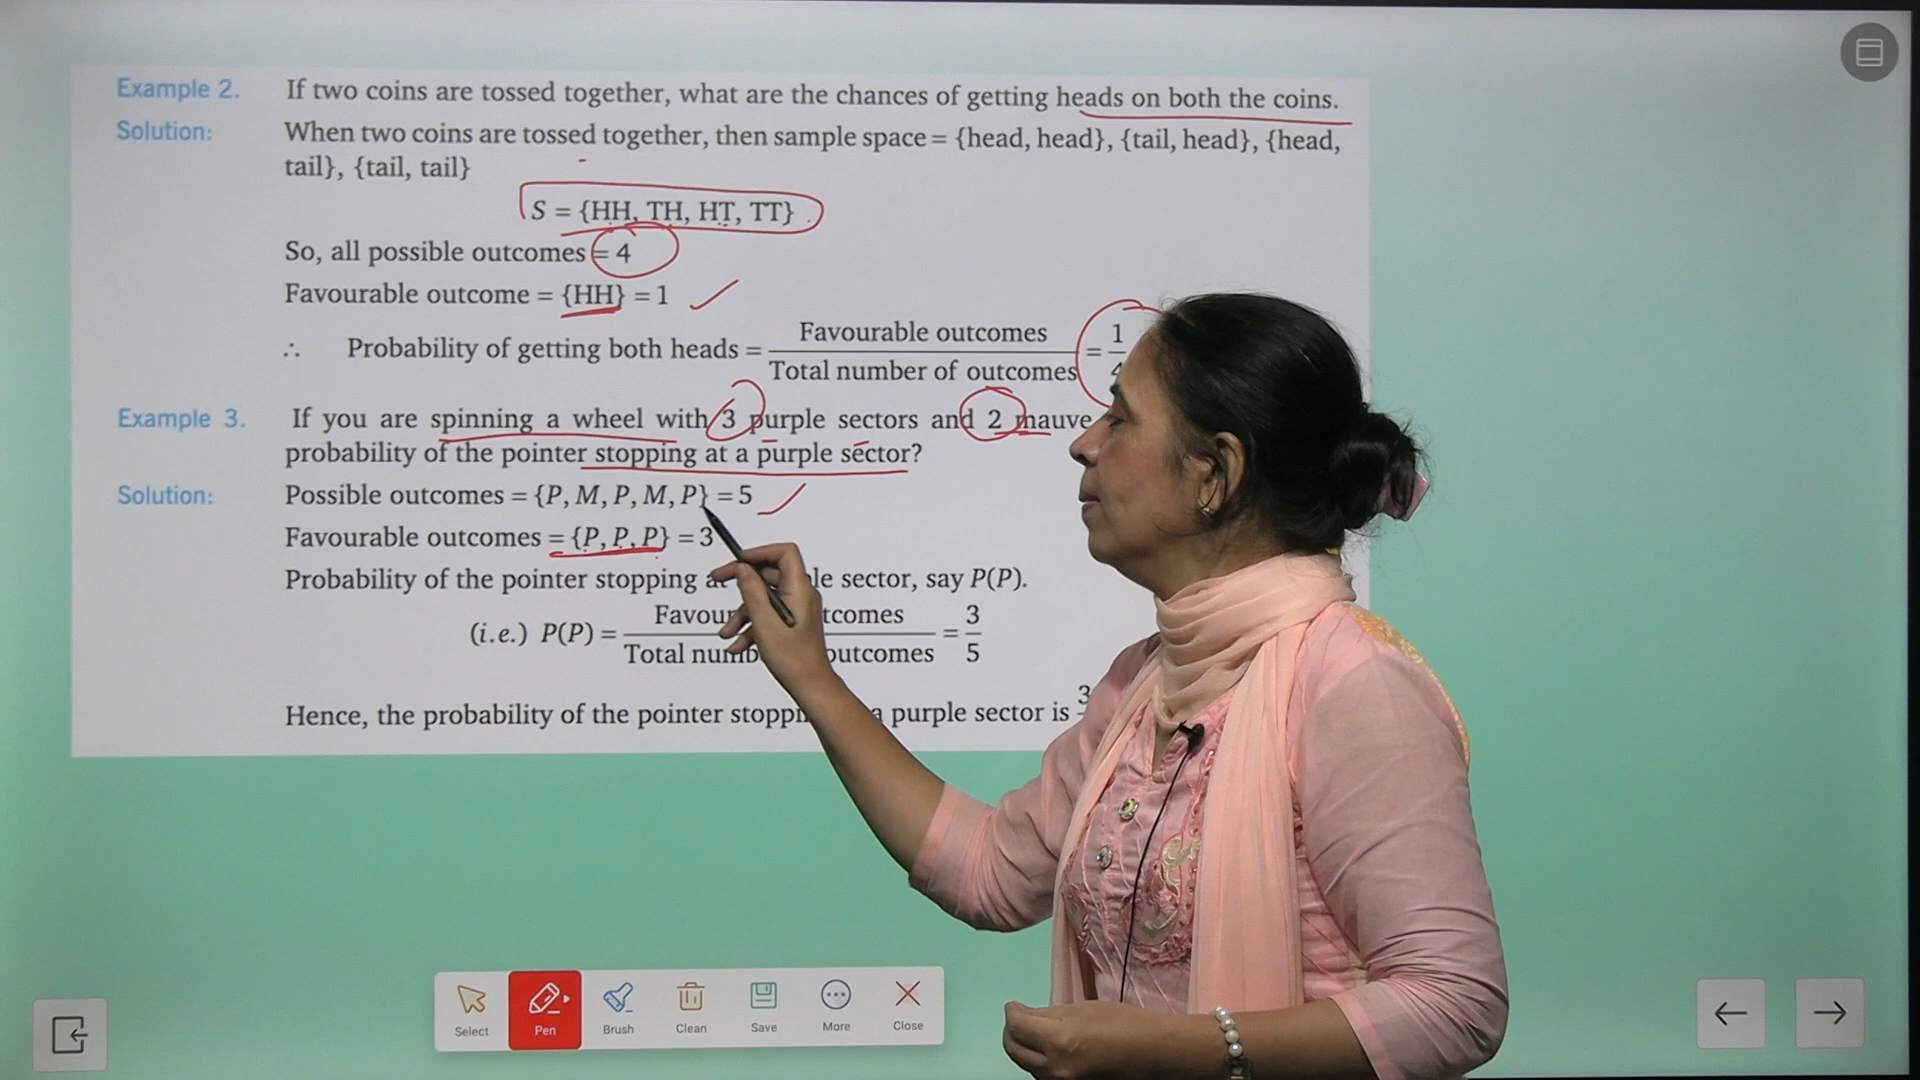 Example 2. If two coins are tossed together, what are the chances of getting heads on both the coins.
Solution: When two coins are tossed together, then sample space = {head, head}, {tail, head}, {head,
tail}, {tail, tail}
S = {HH, TH, HT, TT}
So, all possible outcomes = 4
Favourable outcome = {HH} = 1
∴ Probability of getting both heads = Favourable outcomes / Total number of outcomes = 1
Example 3. If you are spinning a wheel with 3 purple sectors and 2 mauve
probability of the pointer stopping at a purple sector?
Solution: Possible outcomes = {P, M, P, M, P} = 5
Favourable outcomes = {P, P, P} = 3
Probability of the pointer stopping sector, say P(P).
(i.e.) P(P) = / Total outcomes = 3/5
Hence, the probability of the pointer a purple sector is 3
Select Pen Brush Clean Save More Close